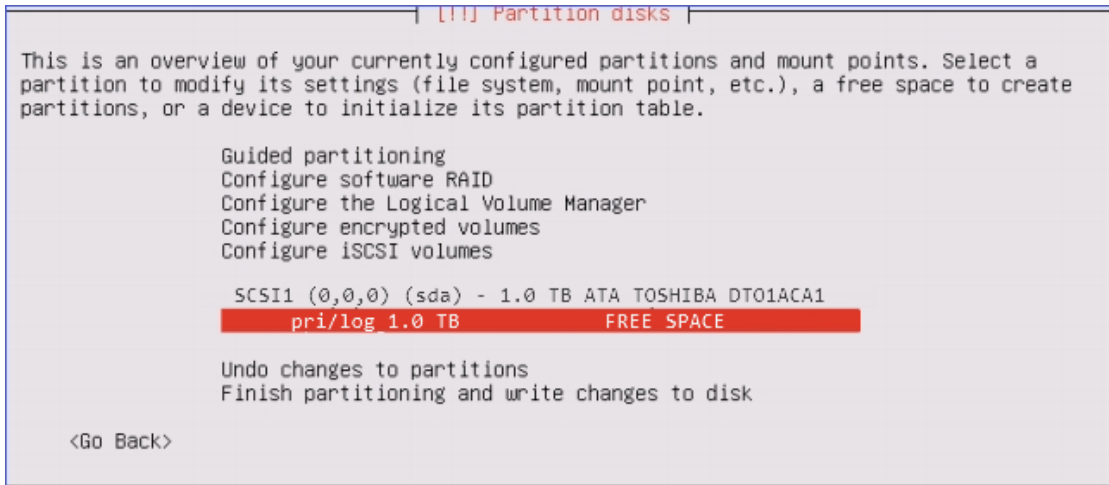 [!!] Partition disks
This is an overview of your currently configured partitions and mount points. Select a
partition to modify its settings (file system, mount point, etc.), a free space to create
partitions, or a device to initialize its partition table.
Guided partitioning
Configure software RAID
Configure the Logical Volume Manager
Configure encrypted volumes
Configure iSCSI volumes
SCSI1 (0,0,0) (sda) - 1.0 TB ATA TOSHIBA DTO1ACA1
pri/log 1.0 TB FREE SPACE
Undo changes to partitions
Finish partitioning and write changes to disk
<Go Back>